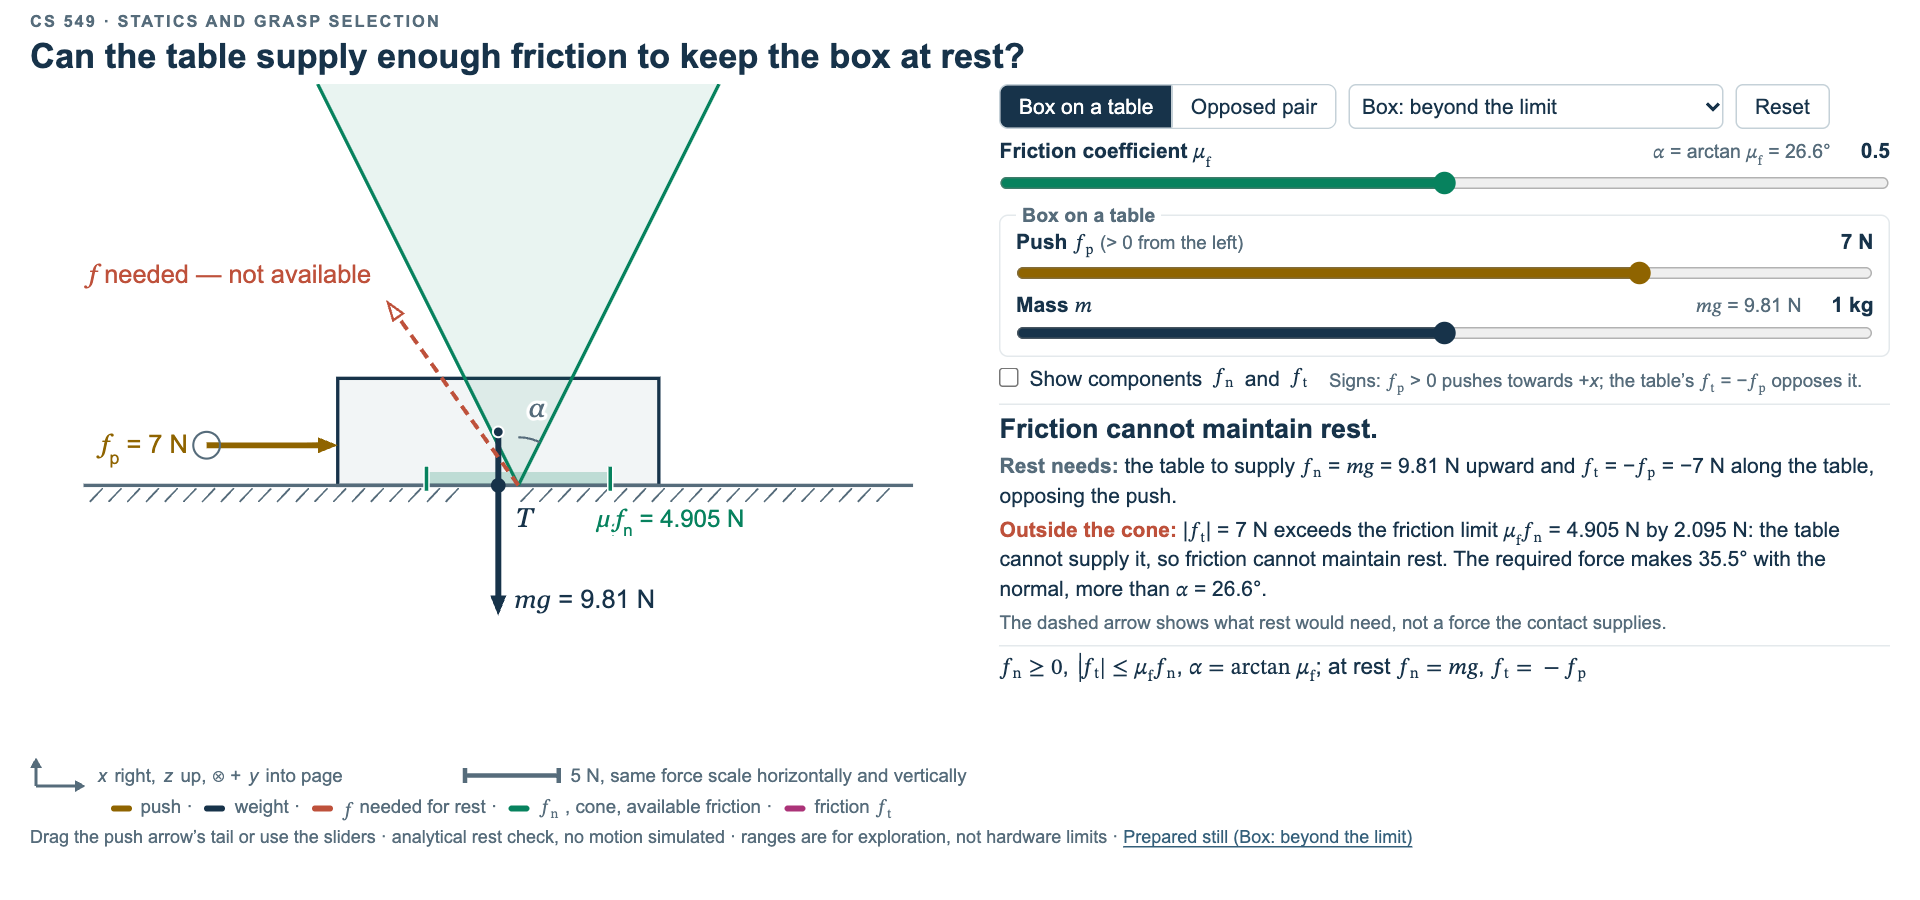 CS 549 · STATICS AND GRASP SELECTION
Can the table supply enough friction to keep the box at rest?
Box on a table
Opposed pair
Box: beyond the limit
Reset
Friction coefficient μf
α = arctan μf = 26.6°
0.5
Box on a table
Push fp (> 0 from the left)
7 N
Mass m
mg = 9.81 N
1 kg
Show components fn and ft
Signs: fp > 0 pushes towards +x; the table’s ft = −fp opposes it.
Friction cannot maintain rest.
Rest needs: the table to supply fn = mg = 9.81 N upward and ft = −fp = −7 N along the table,
opposing the push.
Outside the cone: |ft| = 7 N exceeds the friction limit μffn = 4.905 N by 2.095 N: the table
cannot supply it, so friction cannot maintain rest. The required force makes 35.5° with the
normal, more than α = 26.6°.
The dashed arrow shows what rest would need, not a force the contact supplies.
fn ≥ 0, |ft| ≤ μffn, α = arctan μf; at rest fn = mg, ft = − fp
f needed — not available
α
fp = 7 N
T
μffn = 4.905 N
mg = 9.81 N
x right, z up, ⊗ + y into page
5 N, same force scale horizontally and vertically
push · weight · f needed for rest · fn , cone, available friction · friction ft
Drag the push arrow’s tail or use the sliders · analytical rest check, no motion simulated · ranges are for exploration, not hardware limits · Prepared still (Box: beyond the limit)